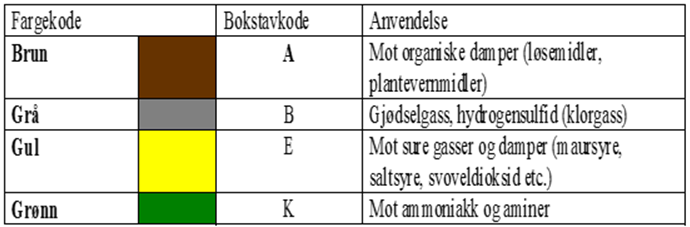 Fargekode Bokstavkode Anvendelse
Brun A Mot organiske damper (løsemidler,
plantevernmidler)
Grå B Gjødselgass, hydrogensulfid (klorgass)
Gul E Mot sure gasser og damper (maursyre,
saltsyre, svoveldioksid etc.)
Grønn K Mot ammoniakk og aminer